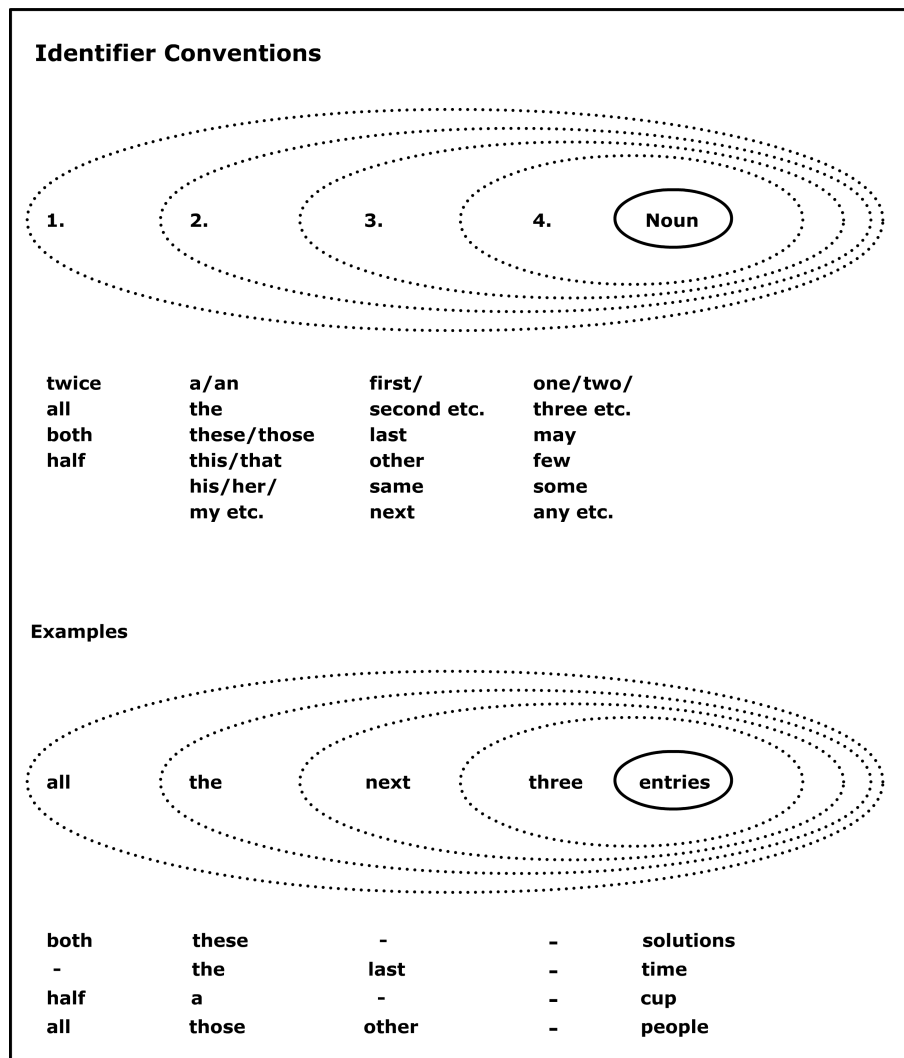 Identifier Conventions
1. 2. 3. 4. Noun
twice a/an first/ one/two/
all the second etc. three etc.
both these/those last may
half this/that other few
his/her/ same some
my etc. next any etc.
Examples
all the next three entries
both these - - solutions
- the last - time
half a - - cup
all those other - people